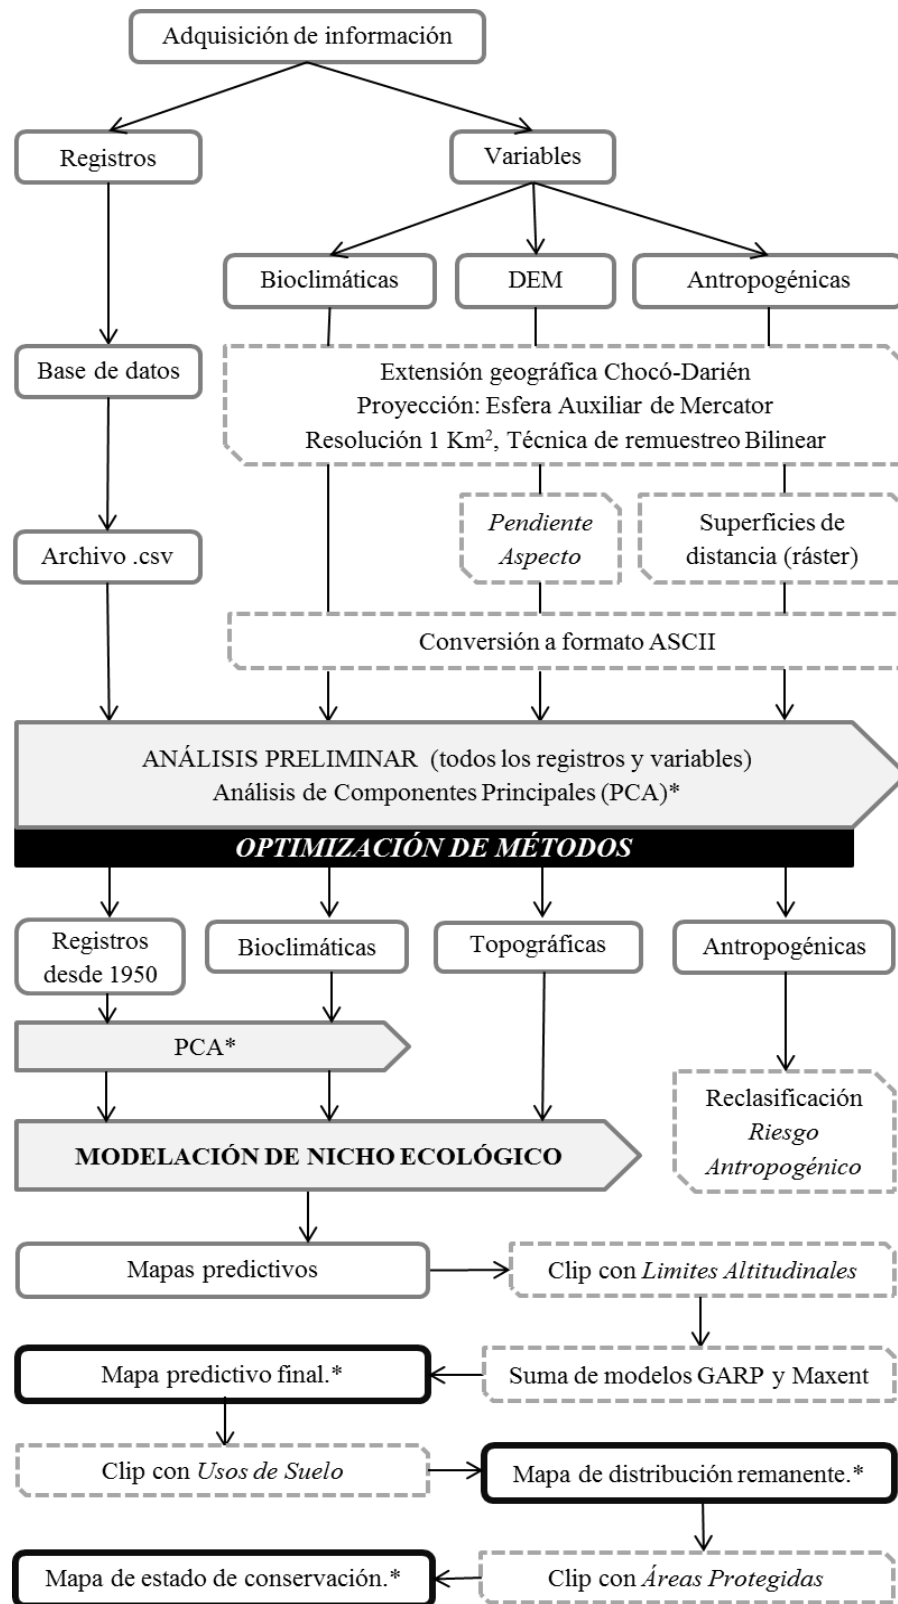 Adquisición de información
Registros
Variables
Bioclimáticas
DEM
Antropogénicas
Base de datos
Extensión geográfica Chocó-Darién
Proyección: Esfera Auxiliar de Mercator
Resolución 1 Km², Técnica de remuestreo Bilinear
Archivo .csv
Pendiente
Aspecto
Superficies de
distancia (ráster)
Conversión a formato ASCII
ANÁLISIS PRELIMINAR (todos los registros y variables)
Análisis de Componentes Principales (PCA)*
OPTIMIZACIÓN DE MÉTODOS
Registros
desde 1950
Bioclimáticas
Topográficas
Antropogénicas
PCA*
Reclasificación
Riesgo
Antropogénico
MODELACIÓN DE NICHO ECOLÓGICO
Mapas predictivos
Clip con Limites Altitudinales
Mapa predictivo final.*
Suma de modelos GARP y Maxent
Clip con Usos de Suelo
Mapa de distribución remanente.*
Mapa de estado de conservación.*
Clip con Áreas Protegidas